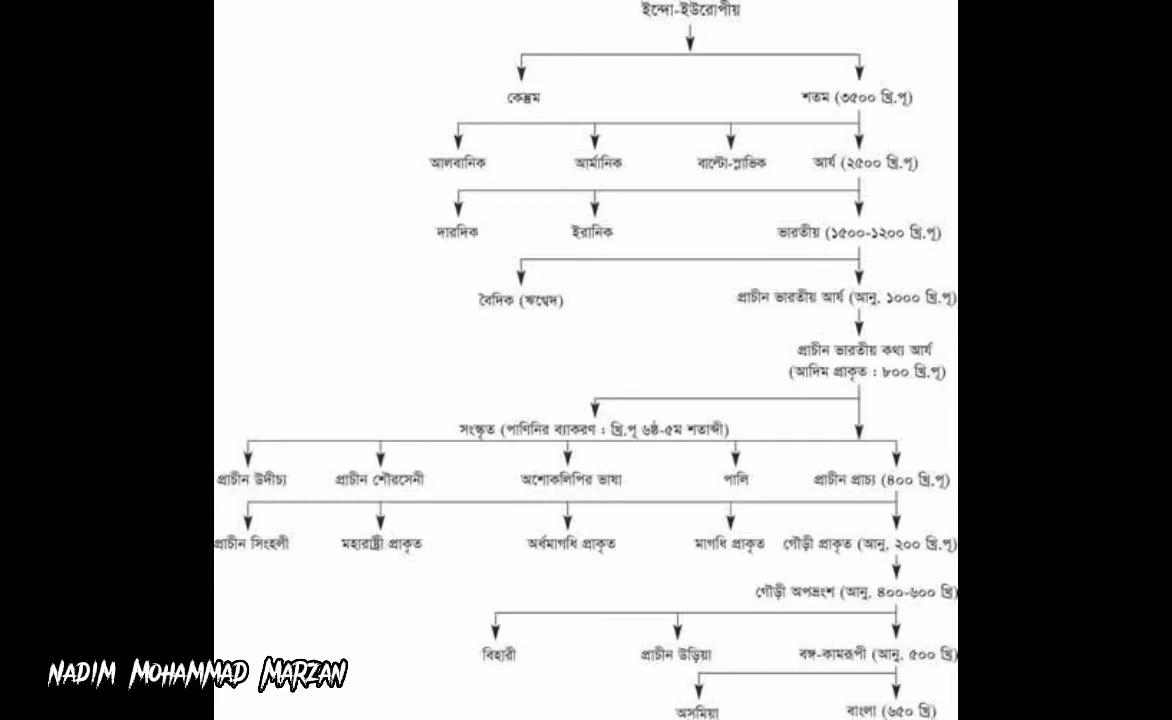 ইন্দো-ইউরোপীয়
কেন্তুম
শতম (৩৫০০ খ্রি.পূ)
আলবানিক
আর্মানিক
বাল্টো-স্লাভিক
আর্য (২৫০০ খ্রি.পূ)
দারদিক
ইরানিক
ভারতীয় (১৫০০-১২০০ খ্রি.পূ)
বৈদিক (ঋগ্বেদ)
প্রাচীন ভারতীয় আর্য (আনু. ১০০০ খ্রি.পূ)
প্রাচীন ভারতীয় কথ্য আর্য
(আদিম প্রাকৃত : ৮০০ খ্রি.পূ)
সংস্কৃত (পাণিনির ব্যাকরণ : খ্রি.পূ ৬ষ্ঠ-৫ম শতাব্দী)
প্রাচীন উদীচ্য
প্রাচীন শৌরসেনী
অশোকলিপির ভাষা
পালি
প্রাচীন প্রাচ্য (৪০০ খ্রি.পূ)
প্রাচীন সিংহলী
মহারাষ্ট্রী প্রাকৃত
অর্ধমাগধি প্রাকৃত
মাগধি প্রাকৃত
গৌড়ী প্রাকৃত (আনু. ২০০ খ্রি.পূ)
গৌড়ী অপভ্রংশ (আনু. ৪০০-৬০০ খ্রি)
বিহারী
প্রাচীন উড়িয়া
বঙ্গ-কামরূপী (আনু. ৫০০ খ্রি)
অসমিয়া
বাংলা (৬৫০ খ্রি)
NADIM MOHAMMAD MARZAN